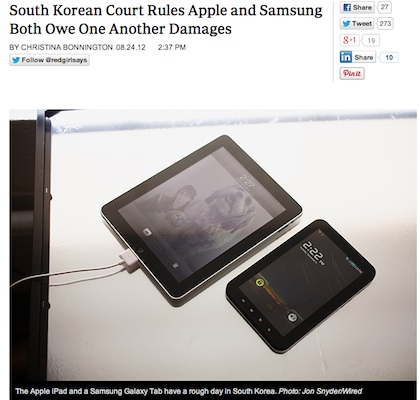 South Korean Court Rules Apple and Samsung
Both Owe One Another Damages
BY CHRISTINA BONNINGTON 08.24.12 2:37 PM
Follow @redgirlsays
Share 27
Tweet 273
+1 19
Share 10
Pin it
2:27
2:22
The Apple iPad and a Samsung Galaxy Tab have a rough day in South Korea. Photo: Jon Snyder/Wired